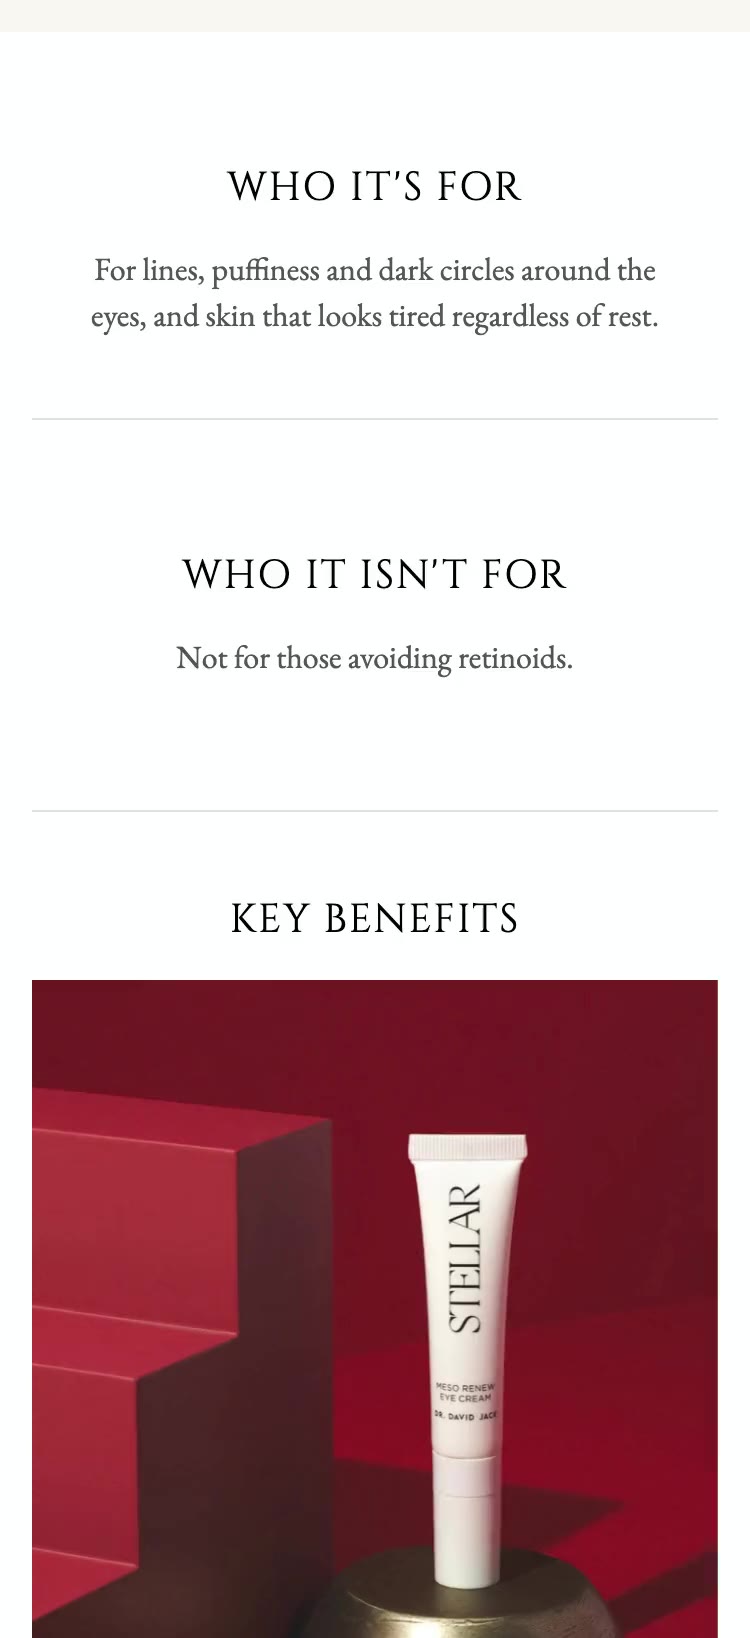 WHO IT'S FOR
For lines, puffiness and dark circles around the
eyes, and skin that looks tired regardless of rest.
WHO IT ISN'T FOR
Not for those avoiding retinoids.
KEY BENEFITS
STELLAR
MESO RENEW
EYE CREAM
DR. DAVID JACK